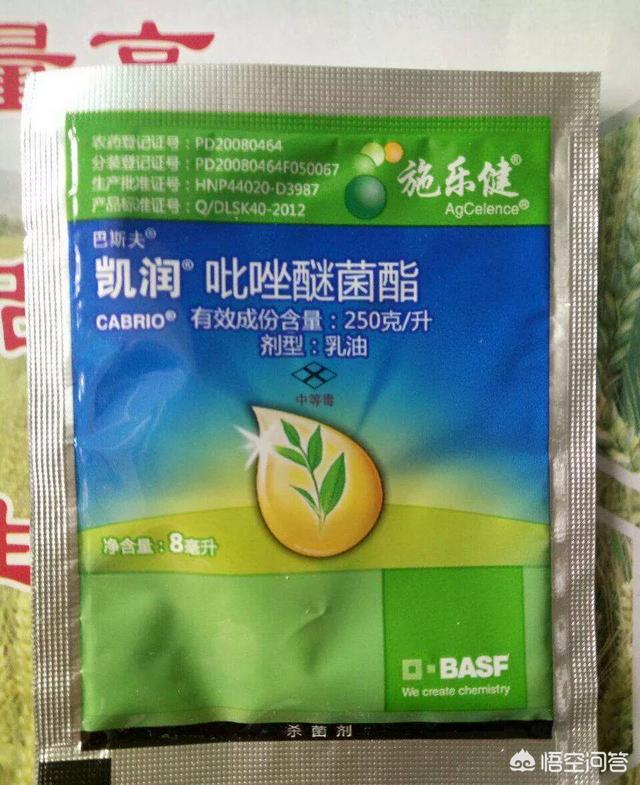 量高
农药登记证号：PD20080464
分装登记证号：PD20080464F050067
生产批准证号：HNP44020-D3987
产品标准证号：Q/DLSK40-2012
施乐健®
AgCelence®
巴斯夫®
凯润® 吡唑醚菌酯
CABRIO® 有效成份含量：250克/升
剂型：乳油
中等毒
净含量：8毫升
BASF
We create chemistry
杀菌剂
悟空问答